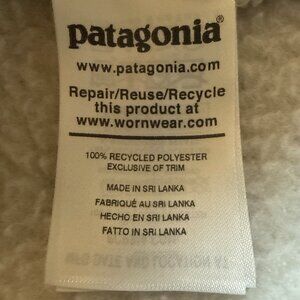 patagonia®
www.patagonia.com
Repair/Reuse/Recycle
this product at
www.wornwear.com
100% RECYCLED POLYESTER
EXCLUSIVE OF TRIM
MADE IN SRI LANKA
FABRIQUÉ AU SRI LANKA
HECHO EN SRI LANKA
FATTO IN SRI LANKA